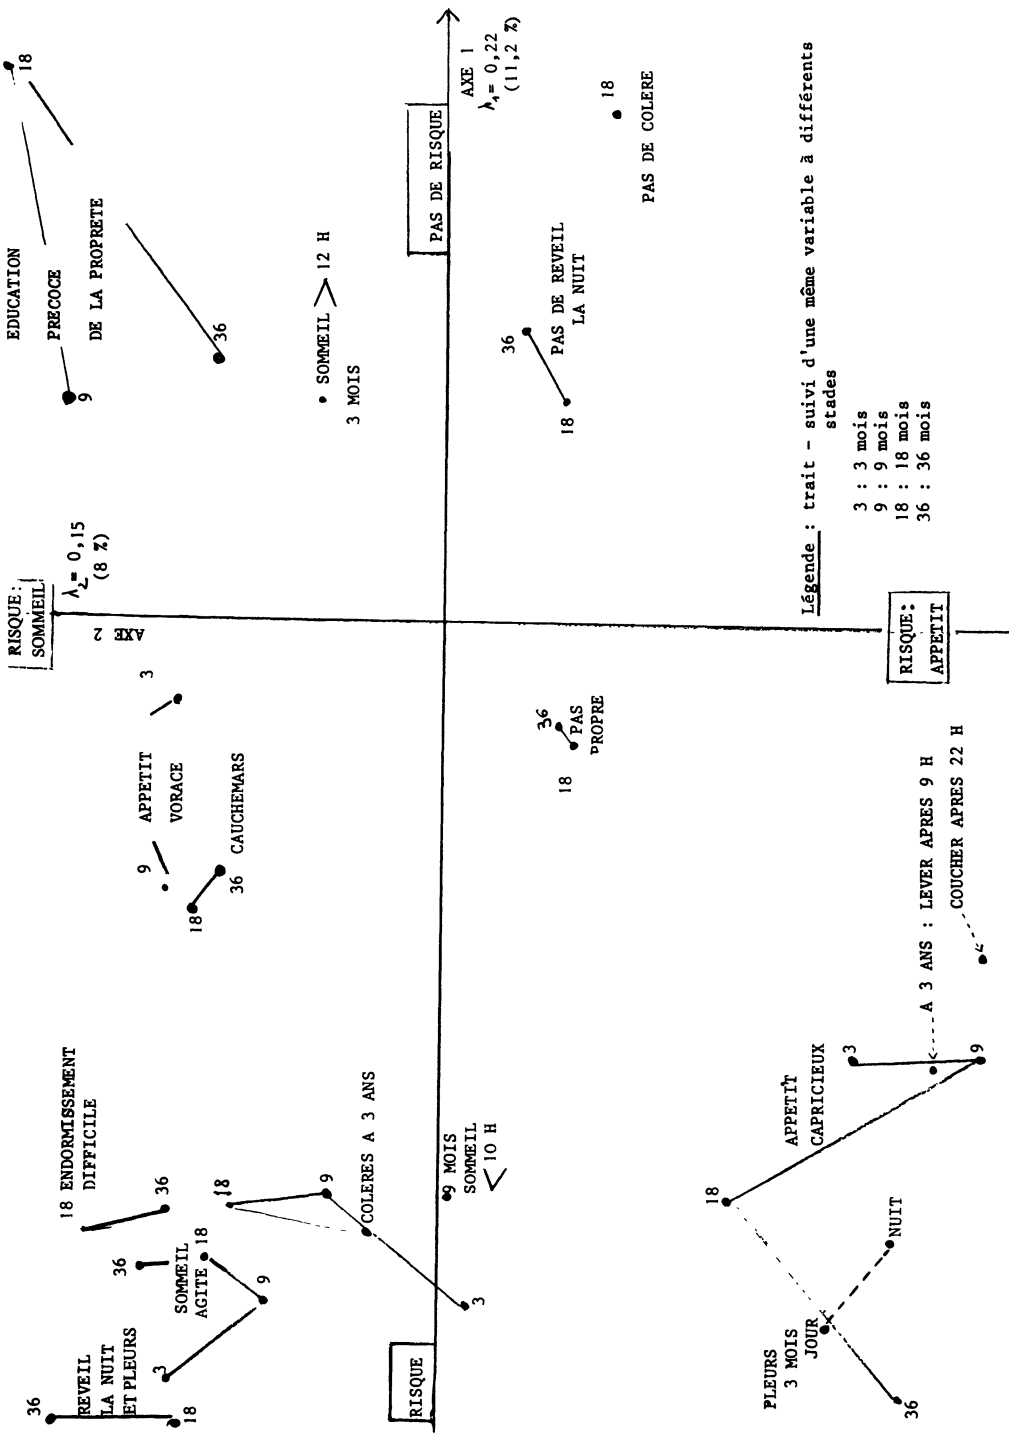 RISQUE:
SOMMEIL
λ2= 0,15
(8 %)
AXE 2
EDUCATION
PRECOCE
DE LA PROPRETE
18
9
36
• SOMMEIL > 12 H
3 MOIS
APPETIT
VORACE
3
9
CAUCHEMARS
18
36
18 ENDORMISSEMENT
DIFFICILE
36
REVEIL
LA NUIT
ET PLEURS
36
18
SOMMEIL
AGITE
36
18
9
3
18
9
3
COLERES A 3 ANS
RISQUE
9 MOIS
SOMMEIL
< 10 H
PAS DE RISQUE
AXE 1
λ1= 0,22
(11,2 %)
PAS DE REVEIL
LA NUIT
36
18
18
PAS DE COLERE
36
PAS
PROPRE
18
PLEURS
3 MOIS
JOUR
NUIT
APPETIT
CAPRICIEUX
18
3
9
36
A 3 ANS : LEVER APRES 9 H
COUCHER APRES 22 H
RISQUE:
APPETIT
Légende : trait - suivi d'une même variable à différents
stades
3 : 3 mois
9 : 9 mois
18 : 18 mois
36 : 36 mois